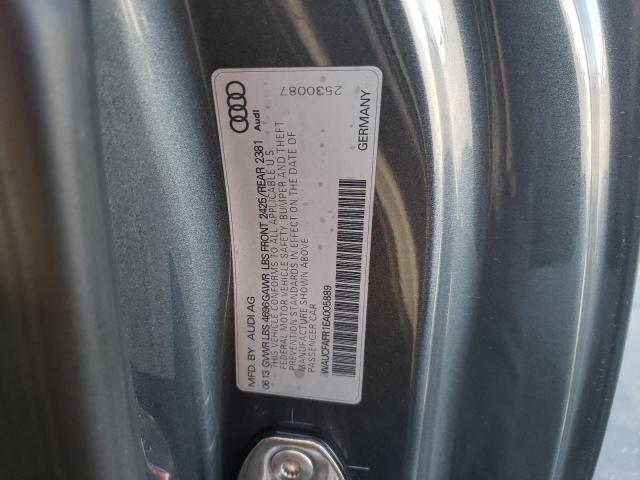 MFD. BY AUDI AG
0613 GVWR LBS 4696 GAWR LBS FRONT 2425/REAR 2381
THIS VEHICLE CONFORMS TO ALL APPLICABLE U.S.
FEDERAL MOTOR VEHICLE SAFETY, BUMPER AND THEFT
PREVENTION STANDARDS IN EFFECT ON THE DATE OF
MANUFACTURE SHOWN ABOVE
PASSENGER CAR
WAUCFAFR1EA005889
GERMANY
Audi
2530087